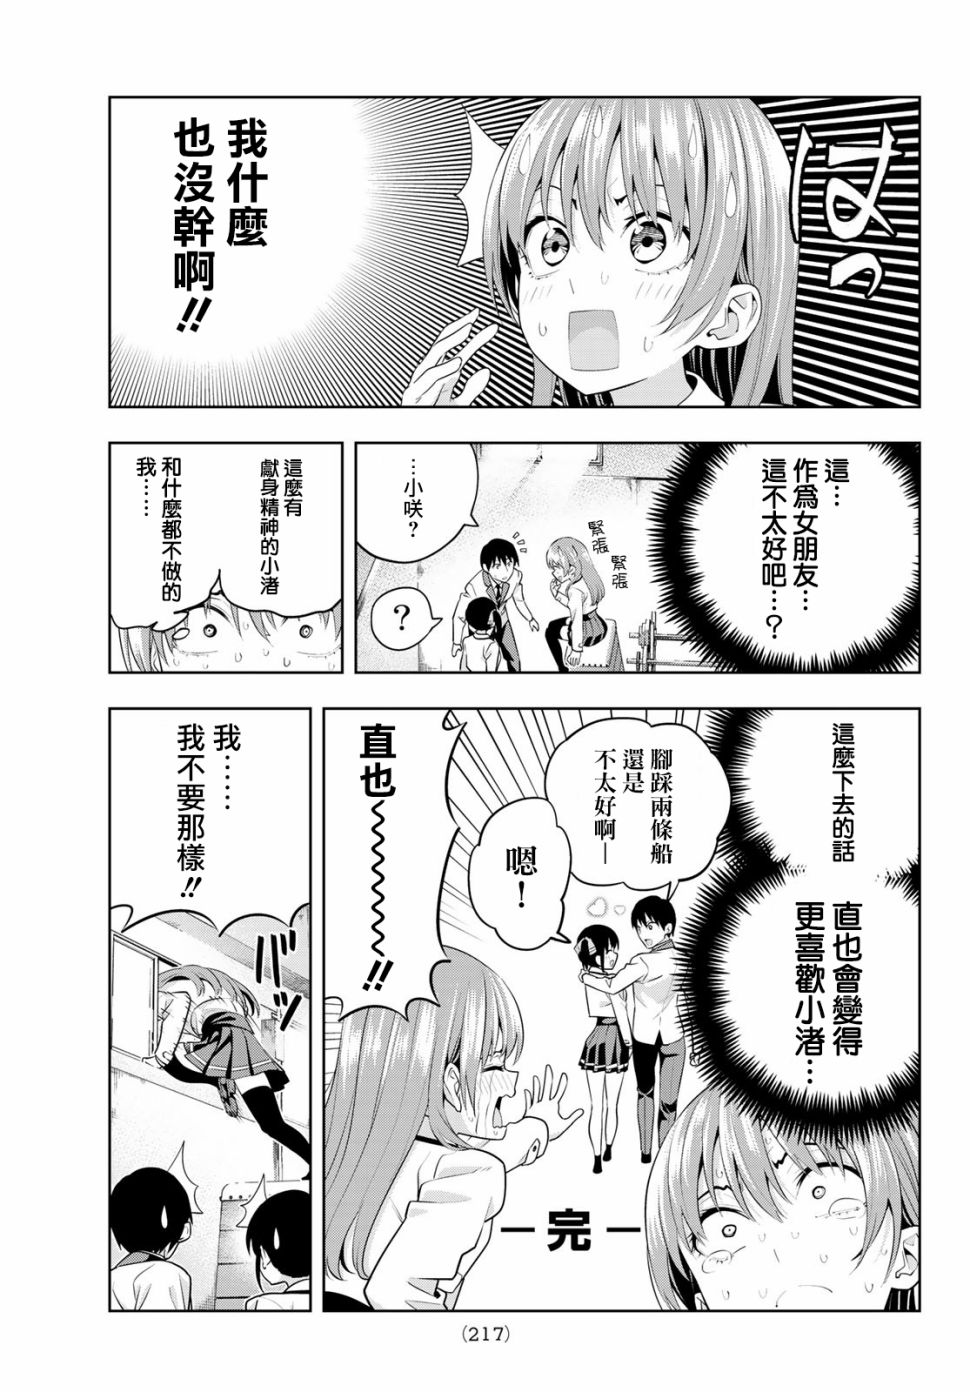 はっ
我什麼
也沒幹啊!!
這…
作爲女朋友…
這不太好吧…?
緊張
緊張
…小咲?
?
這麼有
獻身精神的小渚
和什麼都不做的
我……
這麼下去的話
直也會變得
更喜歡小渚…
腳踩兩條船
還是
不太好啊—
嗯!
直也~~~!!
—完—
我……
我不要那樣!!
ババッ
(217)